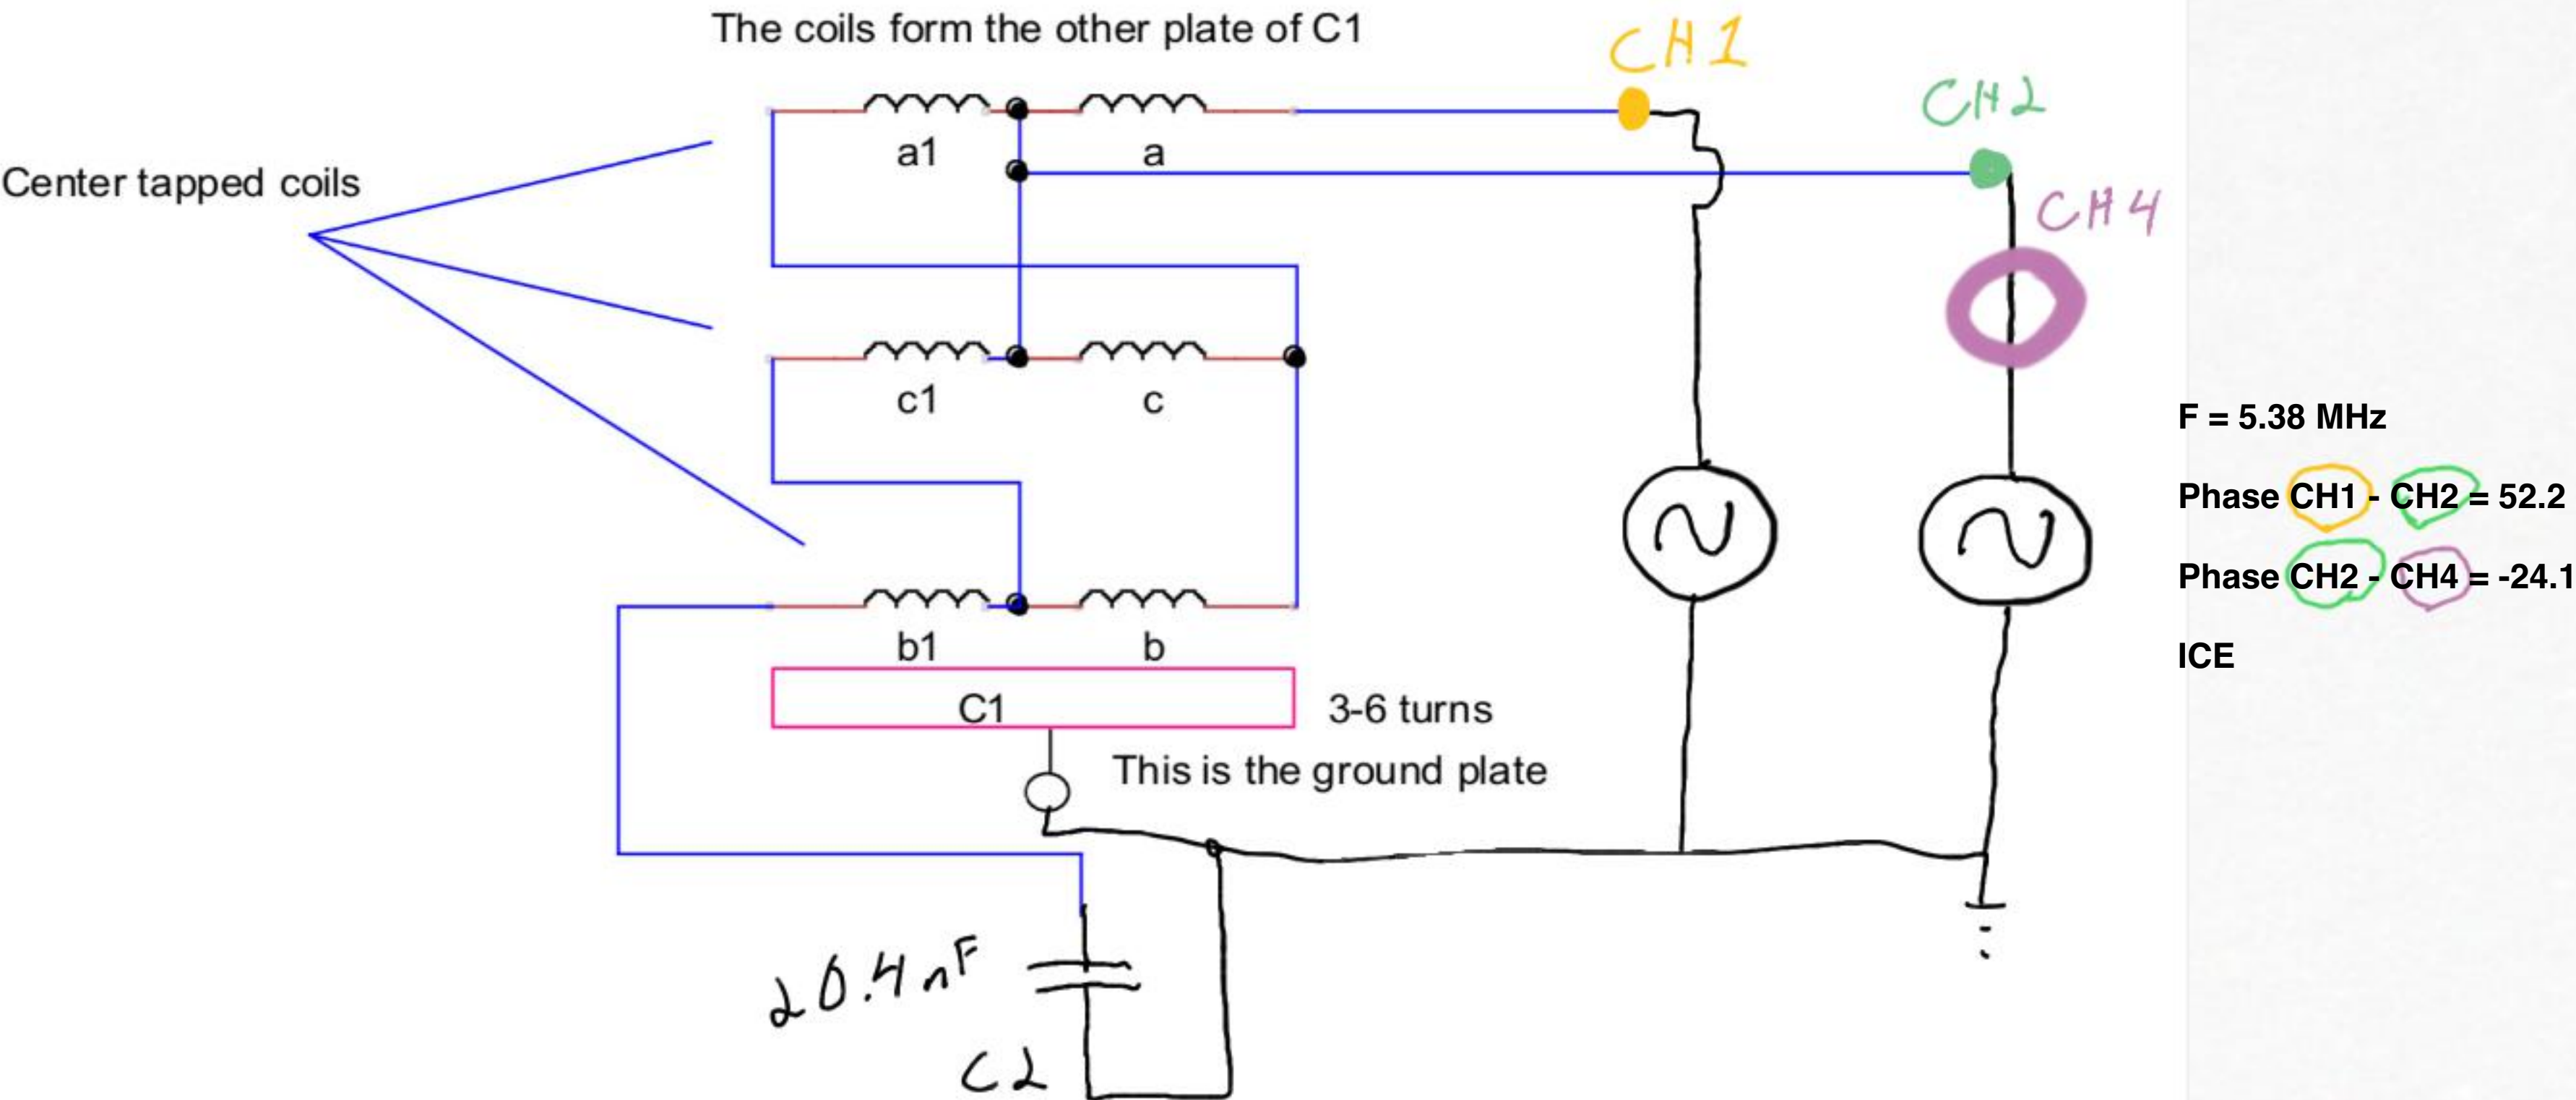 The coils form the other plate of C1
CH1
CH2
a1
a
Center tapped coils
CH4
c1
c
F = 5.38 MHz
Phase CH1 - CH2 = 52.2
Phase CH2 - CH4 = -24.1
ICE
b1
b
C1
3-6 turns
This is the ground plate
20.4 nF
C2